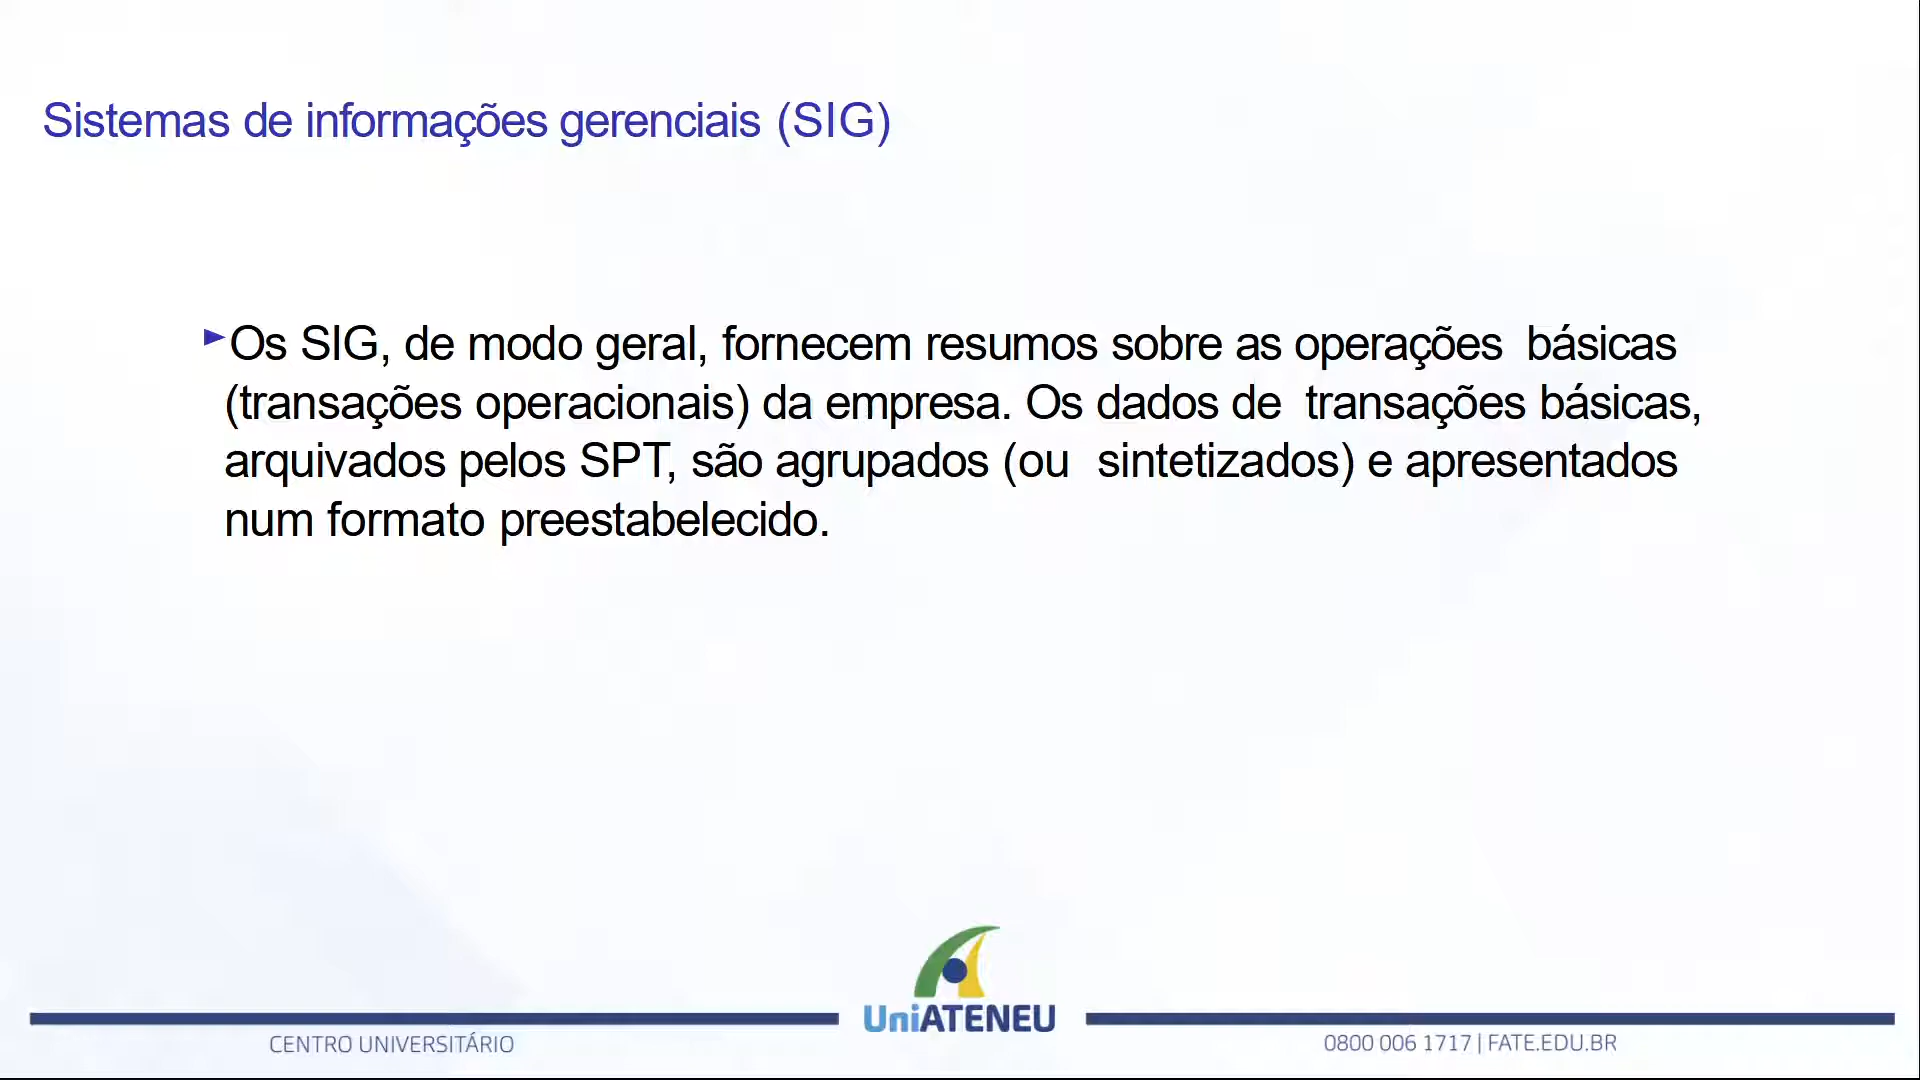 Sistemas de informações gerenciais (SIG)
►Os SIG, de modo geral, fornecem resumos sobre as operações básicas
(transações operacionais) da empresa. Os dados de transações básicas,
arquivados pelos SPT, são agrupados (ou sintetizados) e apresentados
num formato preestabelecido.
UniATENEU
CENTRO UNIVERSITÁRIO
0800 006 1717 | FATE.EDU.BR